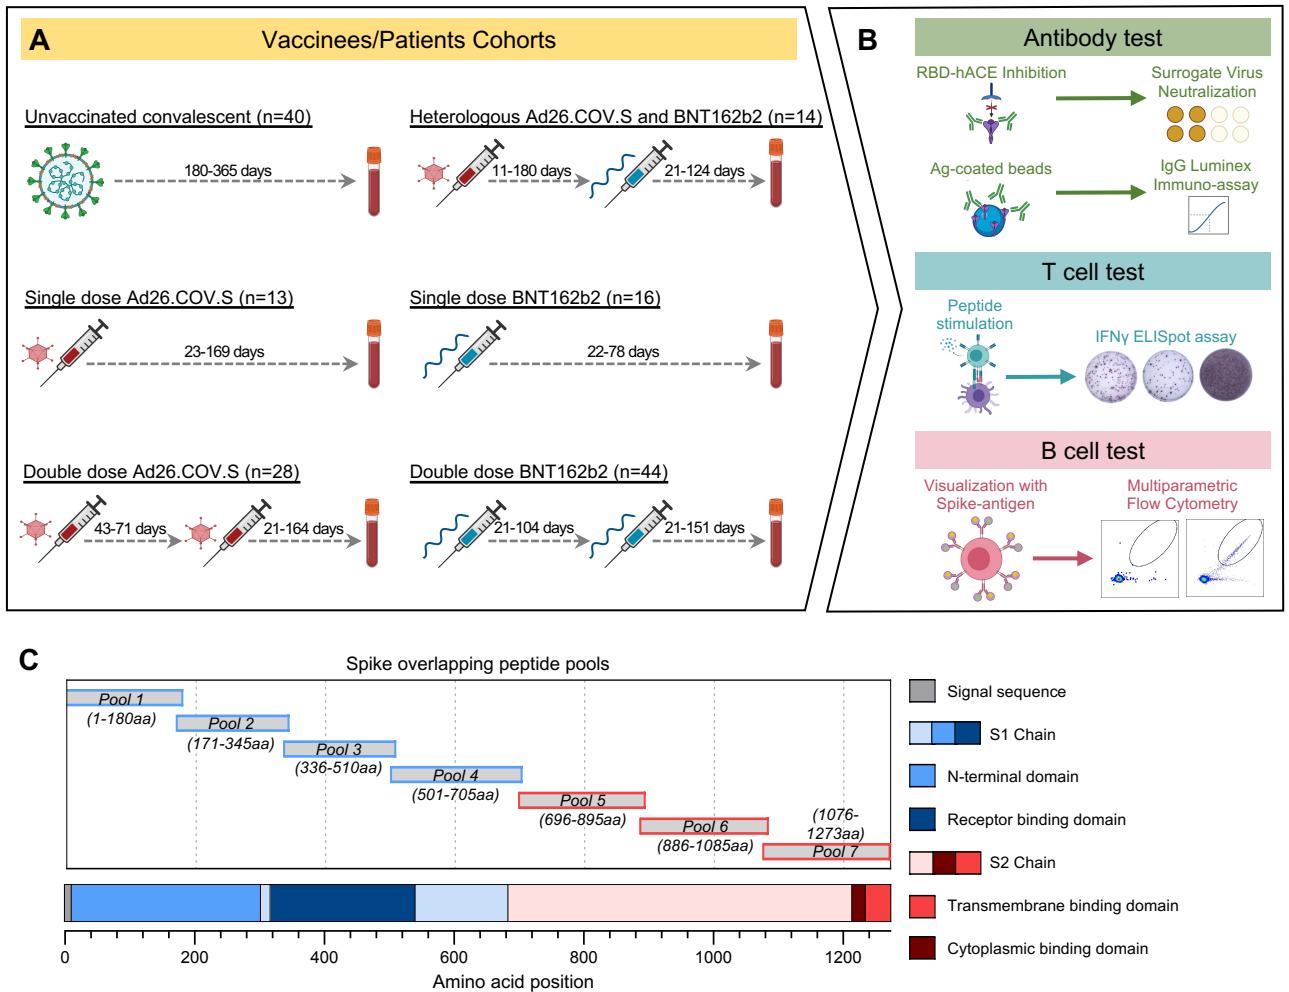 A
Vaccinees/Patients Cohorts
Unvaccinated convalescent (n=40)
180-365 days
Heterologous Ad26.COV.S and BNT162b2 (n=14)
11-180 days
21-124 days
Single dose Ad26.COV.S (n=13)
23-169 days
Single dose BNT162b2 (n=16)
22-78 days
Double dose Ad26.COV.S (n=28)
43-71 days
21-164 days
Double dose BNT162b2 (n=44)
21-104 days
21-151 days
B
Antibody test
RBD-hACE Inhibition
Surrogate Virus
Neutralization
Ag-coated beads
IgG Luminex
Immuno-assay
T cell test
Peptide
stimulation
IFNγ ELISpot assay
B cell test
Visualization with
Spike-antigen
Multiparametric
Flow Cytometry
C
Spike overlapping peptide pools
Pool 1
(1-180aa)
Pool 2
(171-345aa)
Pool 3
(336-510aa)
Pool 4
(501-705aa)
Pool 5
(696-895aa)
Pool 6
(886-1085aa)
(1076-
1273aa)
Pool 7
0 200 400 600 800 1000 1200
Amino acid position
Signal sequence
S1 Chain
N-terminal domain
Receptor binding domain
S2 Chain
Transmembrane binding domain
Cytoplasmic binding domain